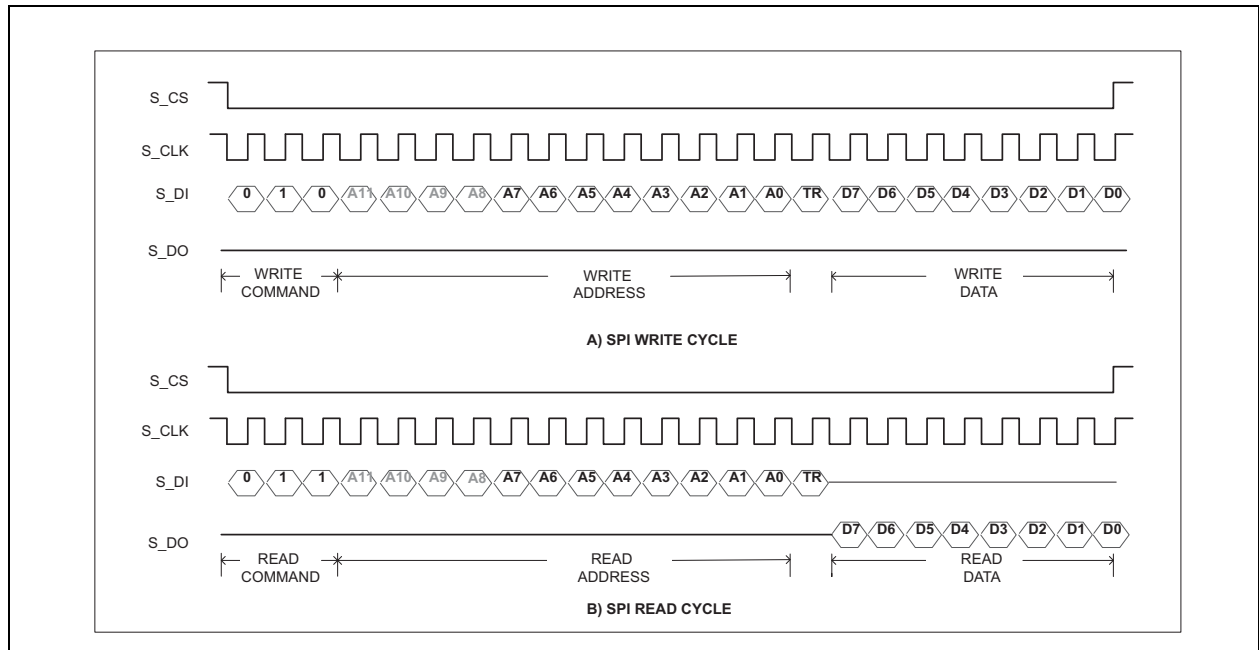 S_CS
S_CLK
S_DI 0 1 0 A11 A10 A9 A8 A7 A6 A5 A4 A3 A2 A1 A0 TR D7 D6 D5 D4 D3 D2 D1 D0
S_DO
WRITE COMMAND
WRITE ADDRESS
WRITE DATA
A) SPI WRITE CYCLE
S_CS
S_CLK
S_DI 0 1 1 A11 A10 A9 A8 A7 A6 A5 A4 A3 A2 A1 A0 TR
S_DO D7 D6 D5 D4 D3 D2 D1 D0
READ COMMAND
READ ADDRESS
READ DATA
B) SPI READ CYCLE